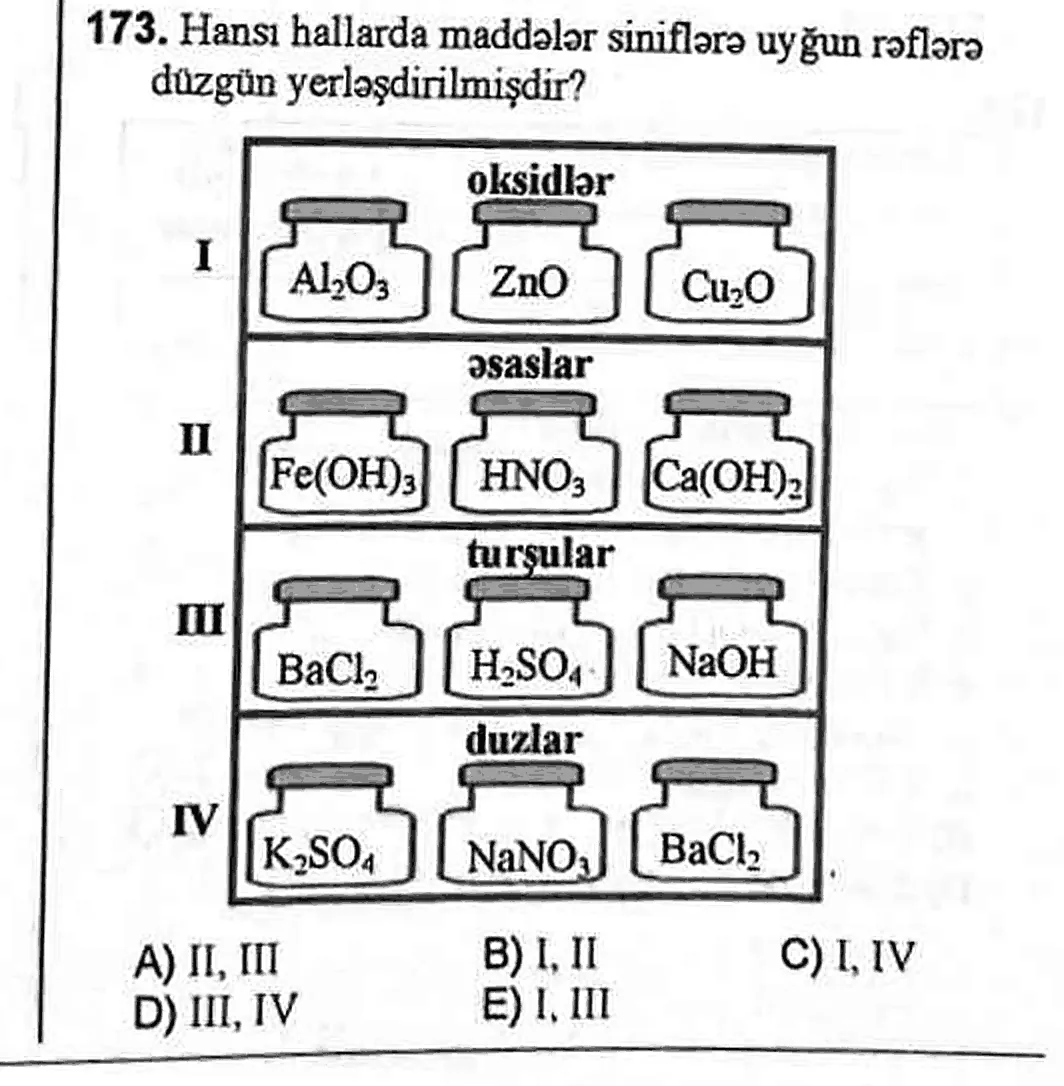 173. Hansı hallarda maddələr siniflərə uyğun rəflərə
düzgün yerləşdirilmişdir?
oksidlər
I Al₂O₃ ZnO Cu₂O
əsaslar
II Fe(OH)₃ HNO₃ Ca(OH)₂
turşular
III BaCl₂ H₂SO₄ NaOH
duzlar
IV K₂SO₄ NaNO₃ BaCl₂
A) II, III B) I, II C) I, IV
D) III, IV E) I, III